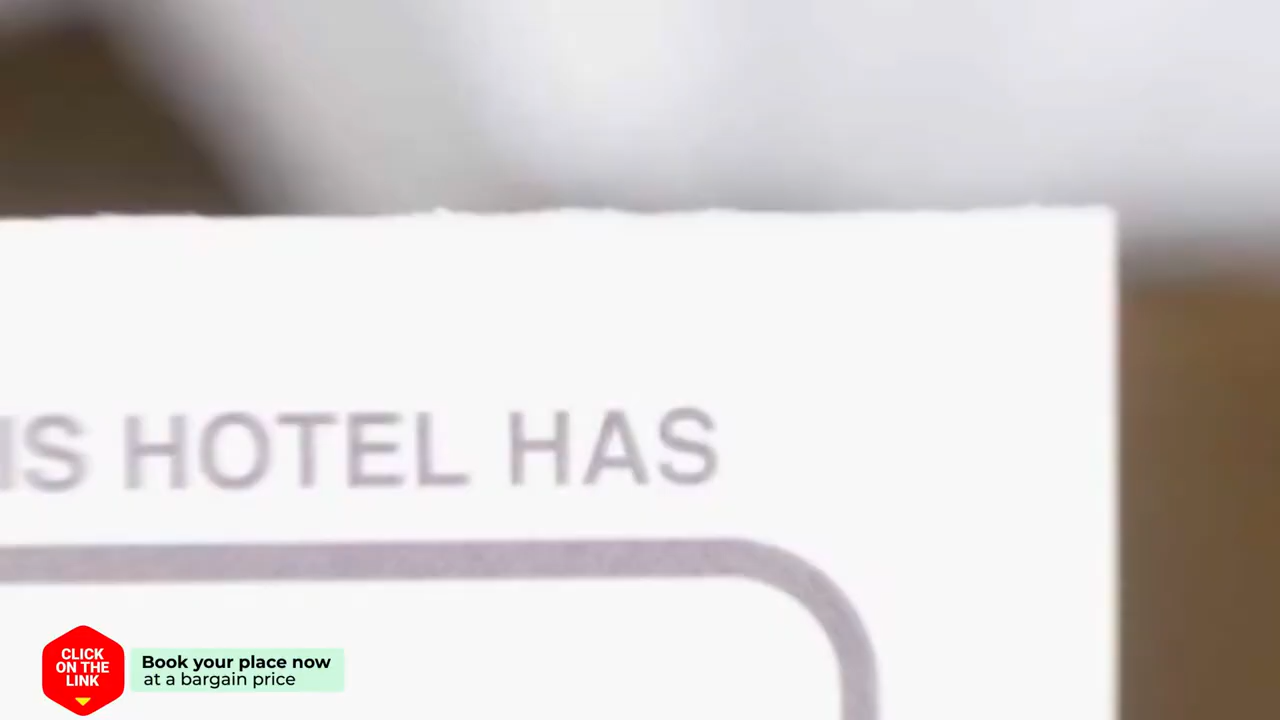 IS HOTEL HAS
CLICK
ON THE
LINK
Book your place now
at a bargain price